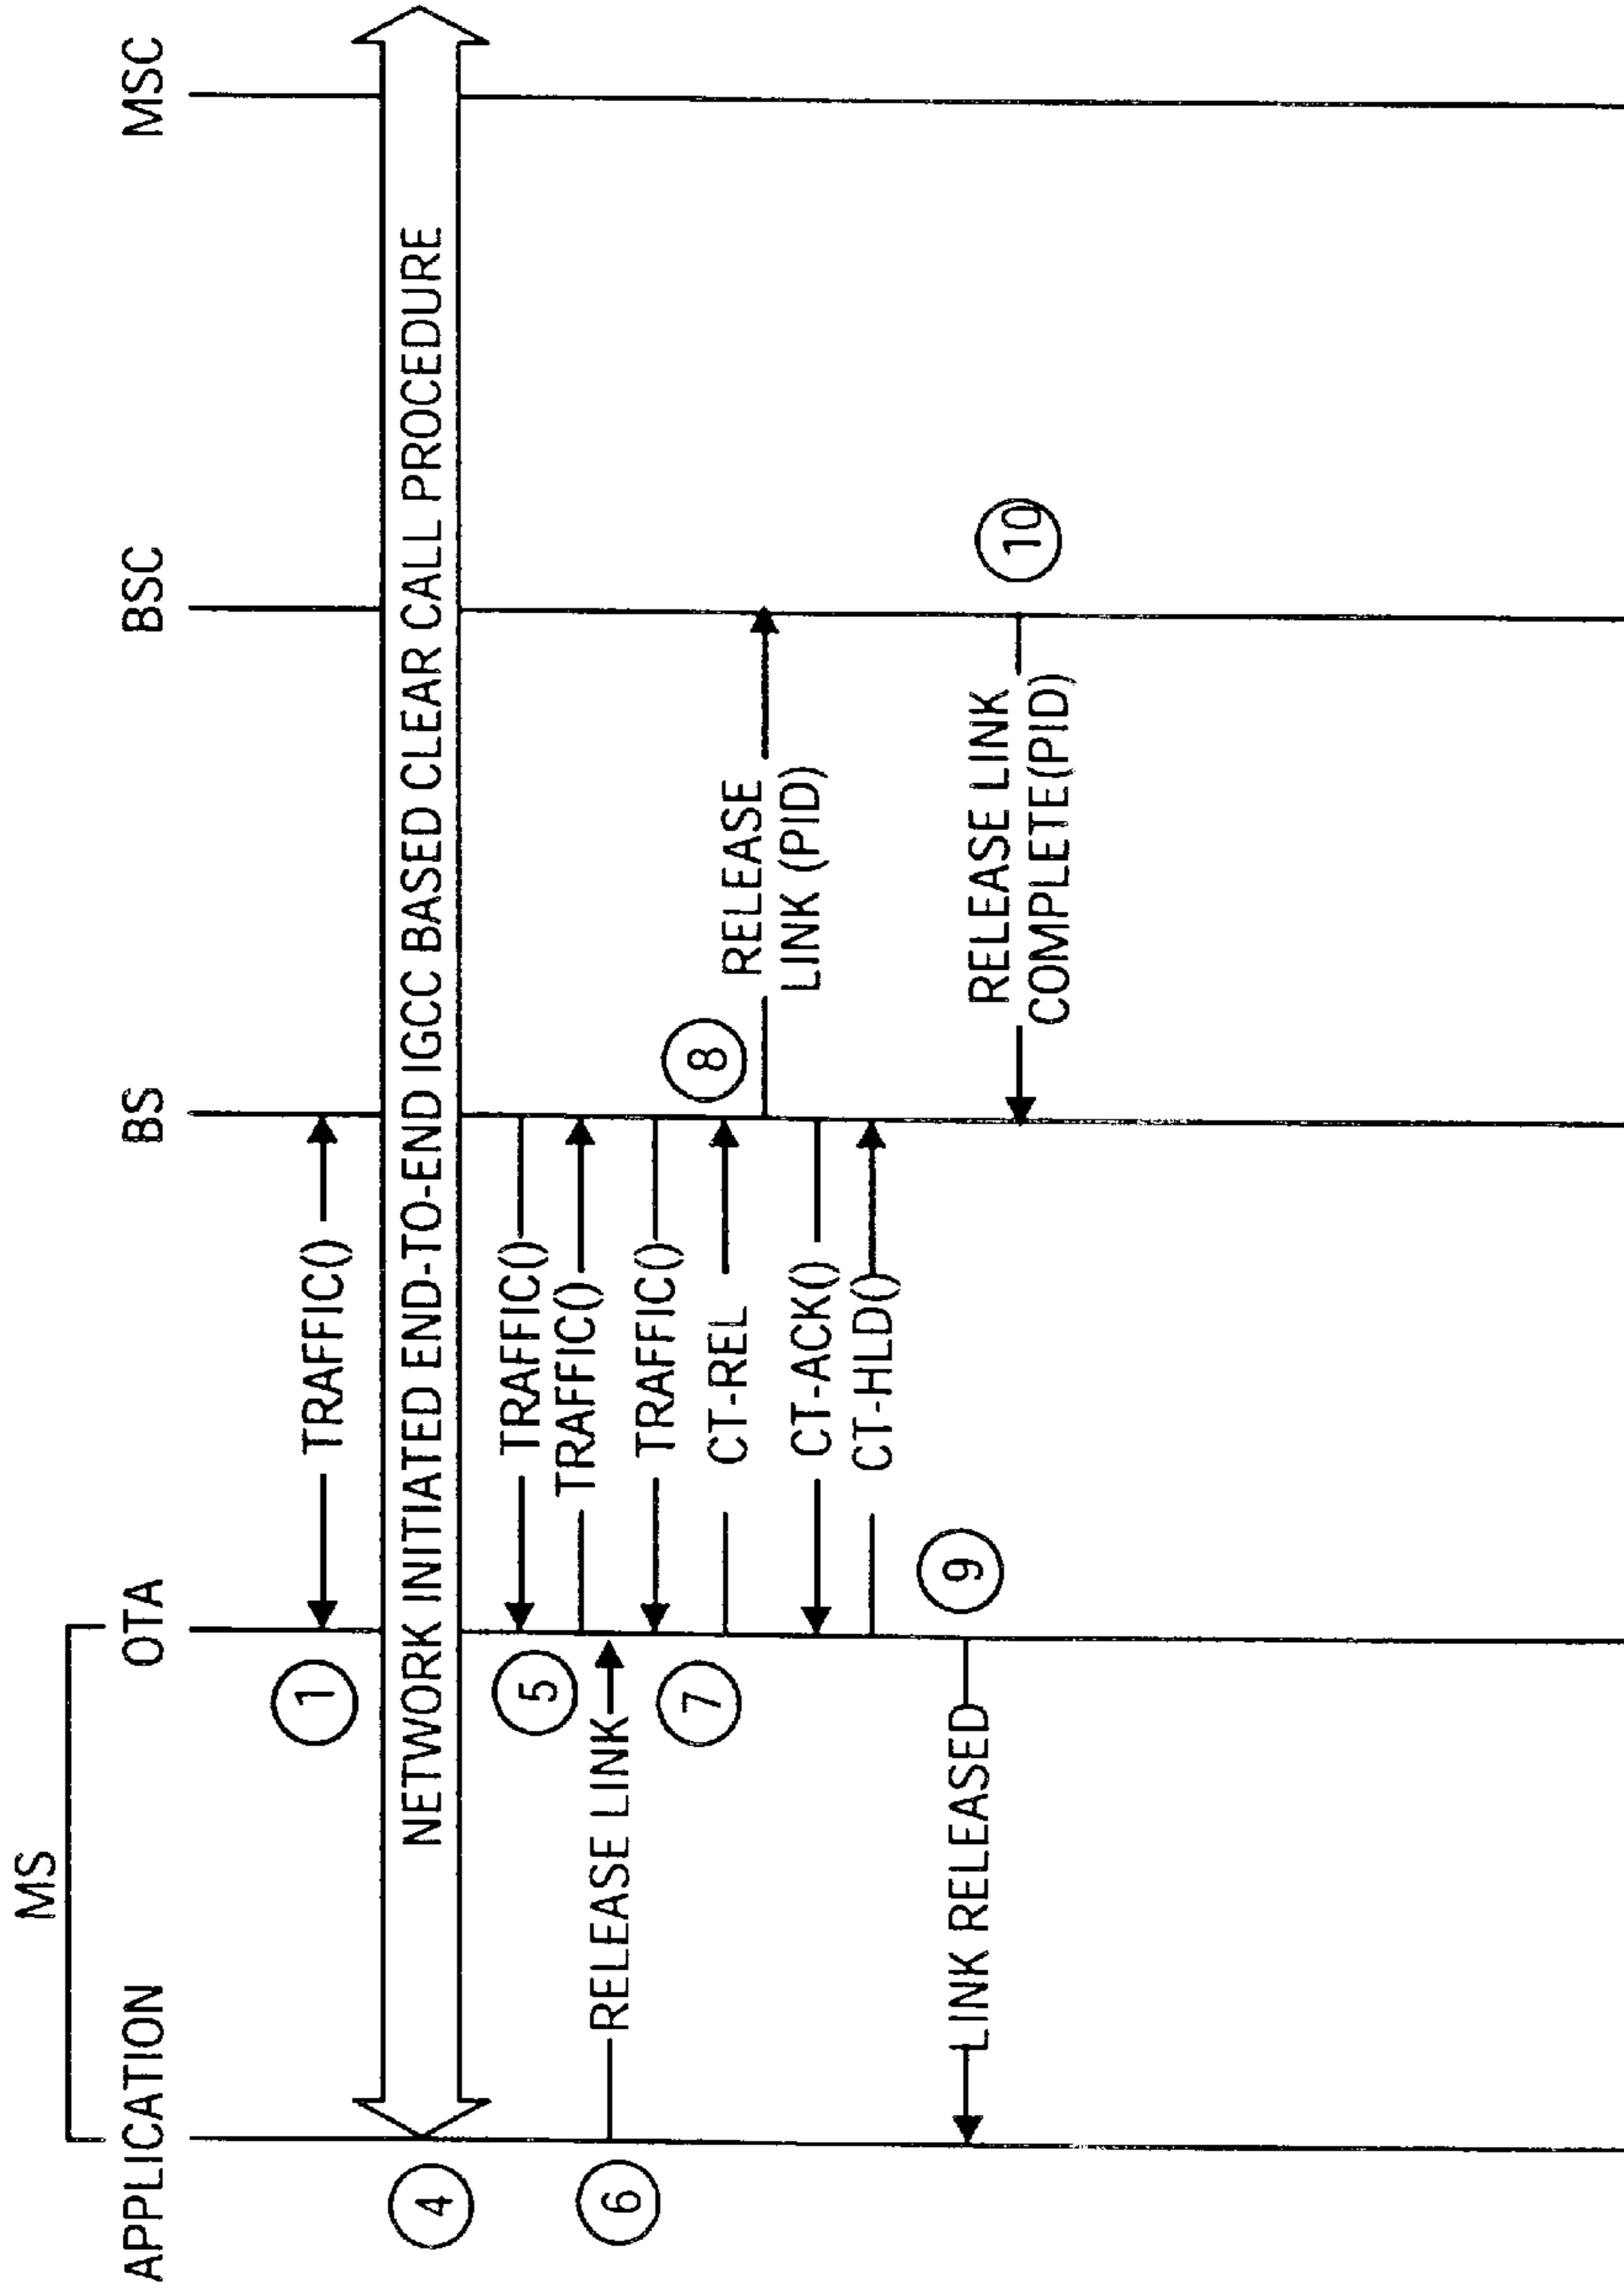 MS
APPLICATION
OTA
BS
BSC
MSC
1
TRAFFIC()
4
NETWORK INITIATED END-TO-END IGCC BASED CLEAR CALL PROCEDURE
5
TRAFFIC()
TRAFFIC()
6
RELEASE LINK
TRAFFIC()
7
CT-REL
8
RELEASE
LINK (PID)
CT-ACK()
CT-HLD()
9
LINK RELEASED
10
RELEASE LINK
COMPLETE(PID)